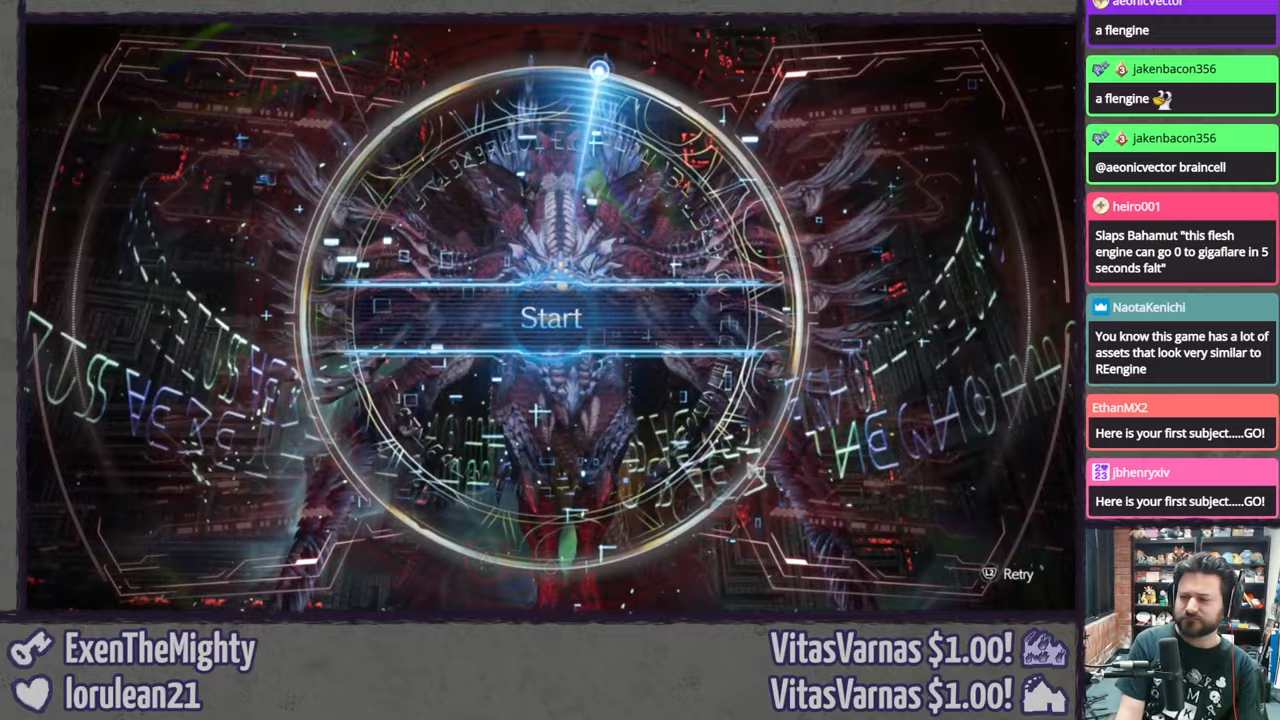 Start
Retry
aeonicVector
a flengine
jakenbacon356
a flengine
jakenbacon356
@aeonicvector braincell
heiro001
Slaps Bahamut "this flesh
engine can go 0 to gigaflare in 5
seconds falt"
NaotaKenichi
You know this game has a lot of
assets that look very similar to
REengine
EthanMX2
Here is your first subject.....GO!
jbhenryxiv
Here is your first subject.....GO!
ExenTheMighty
lorulean21
VitasVarnas $1.00!
VitasVarnas $1.00!